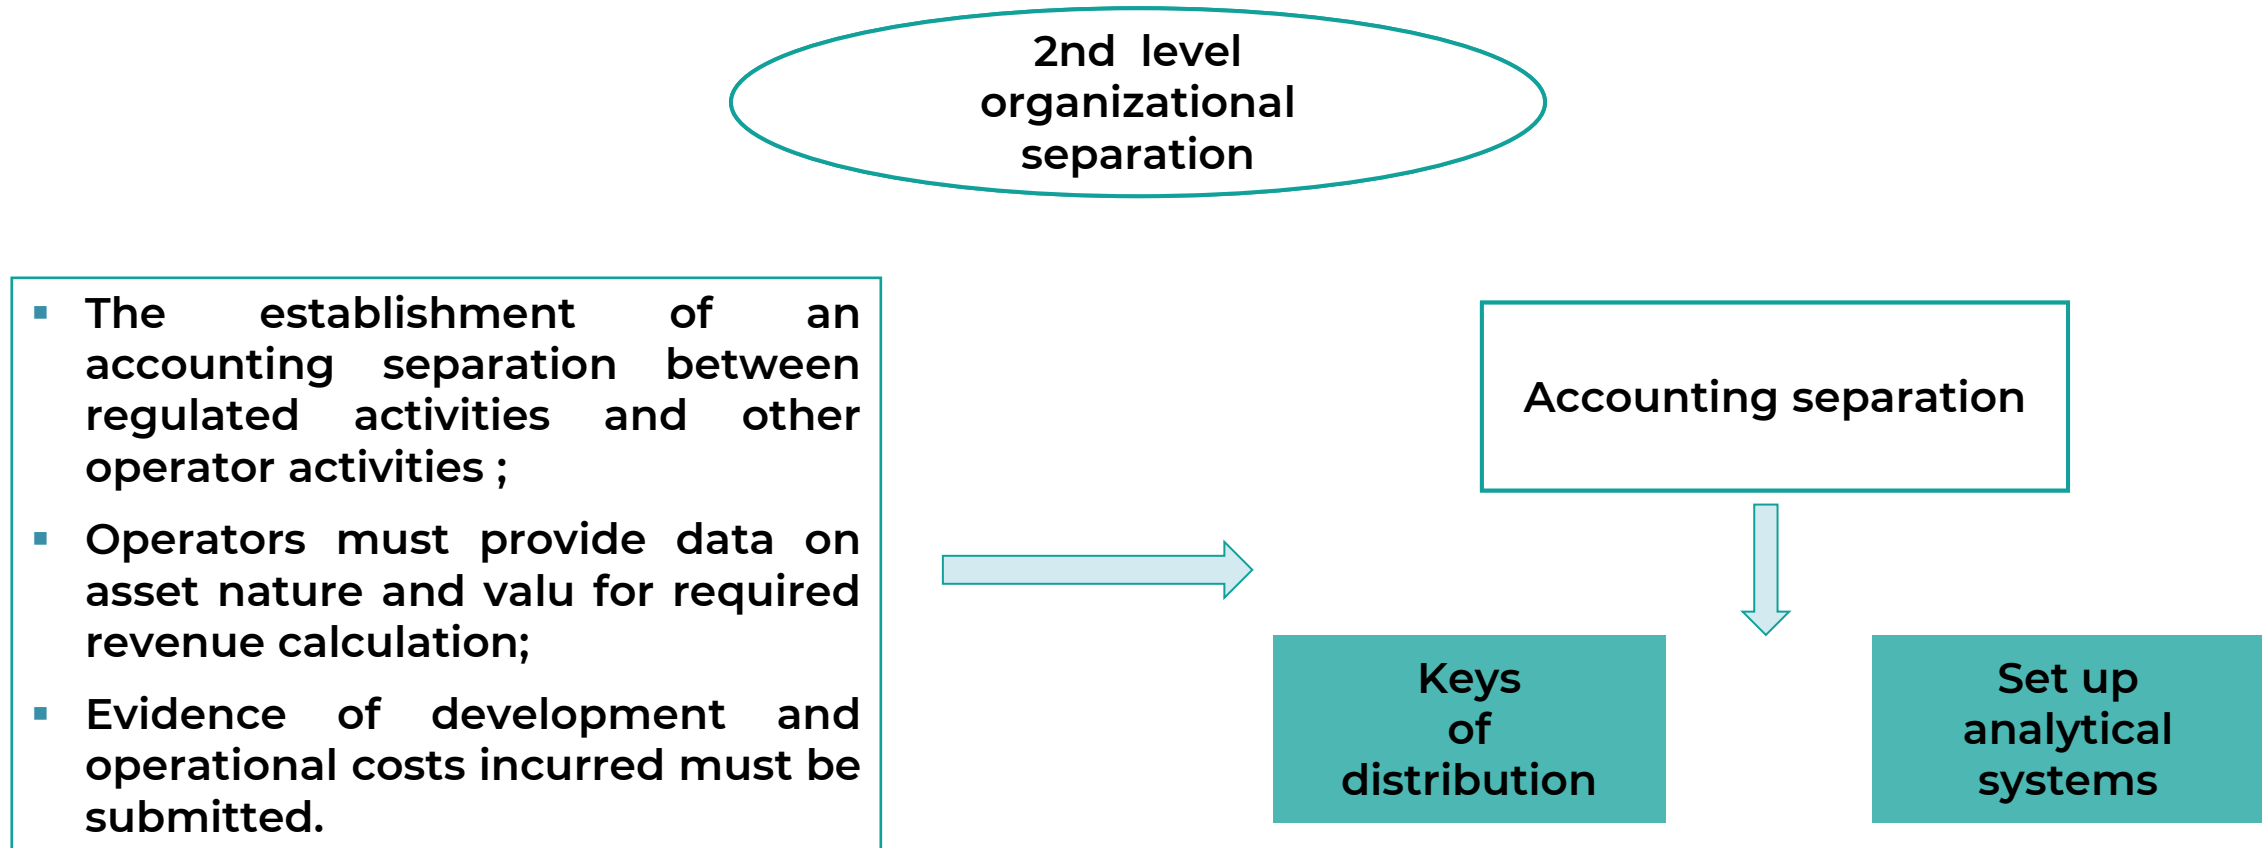 2nd level
organizational
separation
▪ The establishment of an
accounting separation between
regulated activities and other
operator activities ;
▪ Operators must provide data on
asset nature and valu for required
revenue calculation;
▪ Evidence of development and
operational costs incurred must be
submitted.
Accounting separation
Keys
of
distribution
Set up
analytical
systems